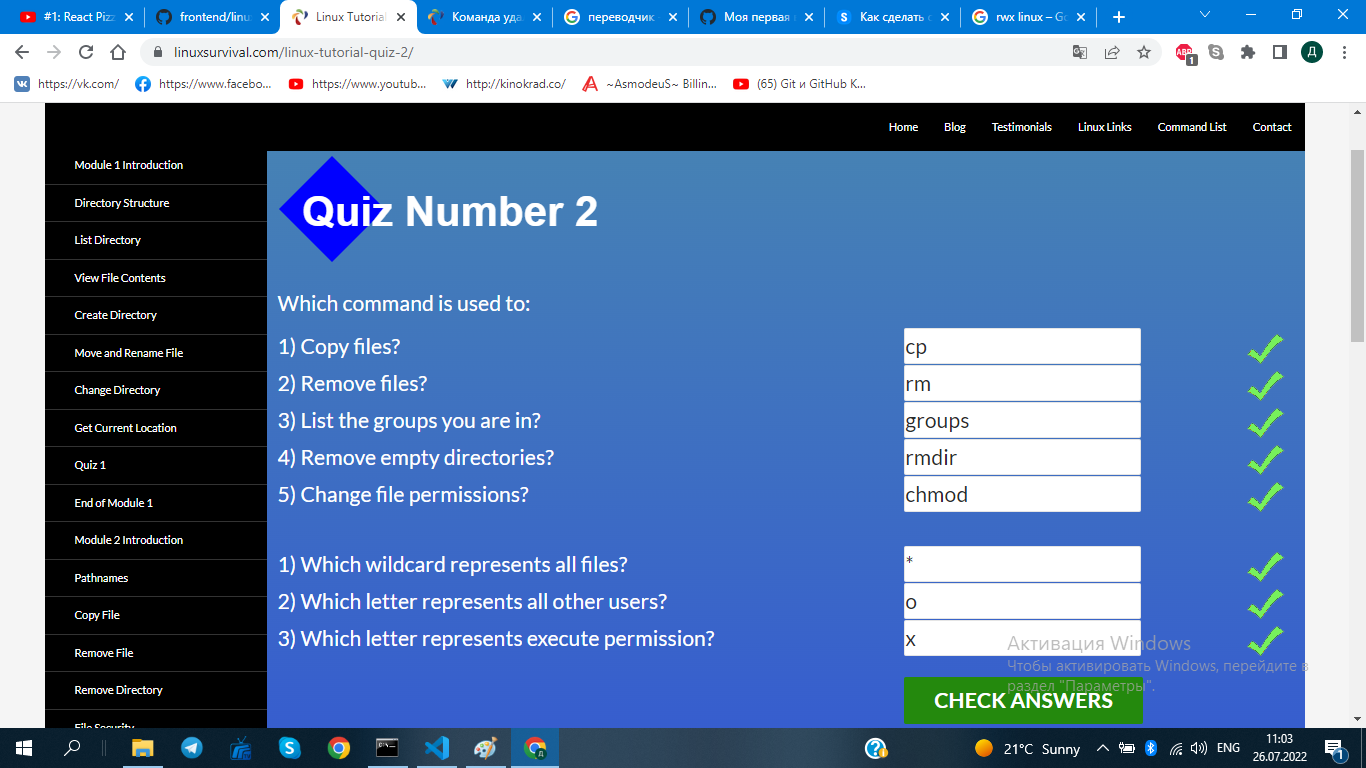 #1: React Pizz
frontend/linu
Linux Tutorial
Команда уда
переводчик
Моя первая
Как сделать
rwx linux – Go
linuxsurvival.com/linux-tutorial-quiz-2/
ABP
1
Д
https://vk.com/
https://www.facebo...
https://www.youtub...
http://kinokrad.co/
~AsmodeuS~ Billin...
(65) Git и GitHub K...
Home
Blog
Testimonials
Linux Links
Command List
Contact
Module 1 Introduction
Directory Structure
List Directory
View File Contents
Create Directory
Move and Rename File
Change Directory
Get Current Location
Quiz 1
End of Module 1
Module 2 Introduction
Pathnames
Copy File
Remove File
Remove Directory
File Security
Quiz Number 2
Which command is used to:
1) Copy files?
cp
2) Remove files?
rm
3) List the groups you are in?
groups
4) Remove empty directories?
rmdir
5) Change file permissions?
chmod
1) Which wildcard represents all files?
*
2) Which letter represents all other users?
o
3) Which letter represents execute permission?
x
Активация Windows
Чтобы активировать Windows, перейдите в
раздел "Параметры".
CHECK ANSWERS
21°C Sunny
ENG
11:03
26.07.2022
1